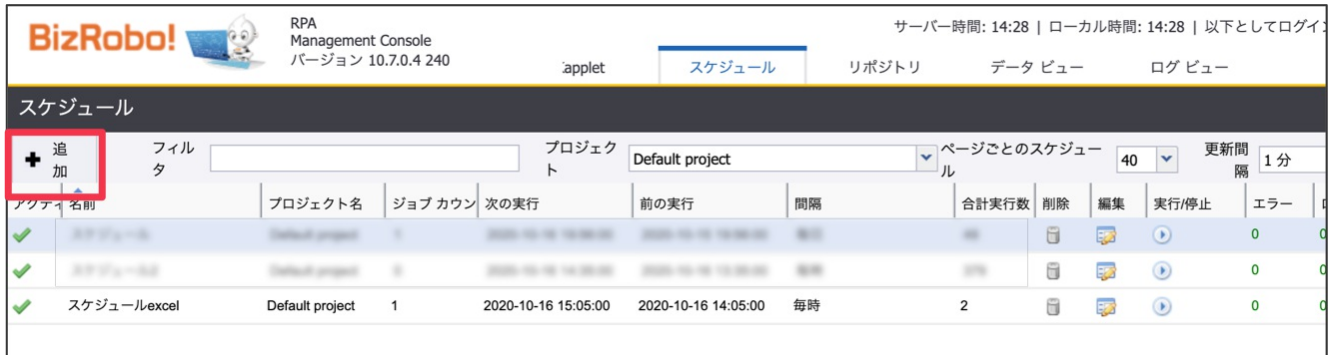 BizRobo!
RPA
Management Console
バージョン 10.7.0.4 240
サーバー時間: 14:28 | ローカル時間: 14:28 | 以下としてログイン
Kapplet スケジュール リポジトリ データ ビュー ログ ビュー
スケジュール
追加 フィルタ プロジェクト Default project ページごとのスケジュール 40 更新間隔 1 分
アクティ 名前 プロジェクト名 ジョブ カウン 次の実行 前の実行 間隔 合計実行数 削除 編集 実行/停止 エラー
0
0
スケジュールexcel Default project 1 2020-10-16 15:05:00 2020-10-16 14:05:00 毎時 2 0